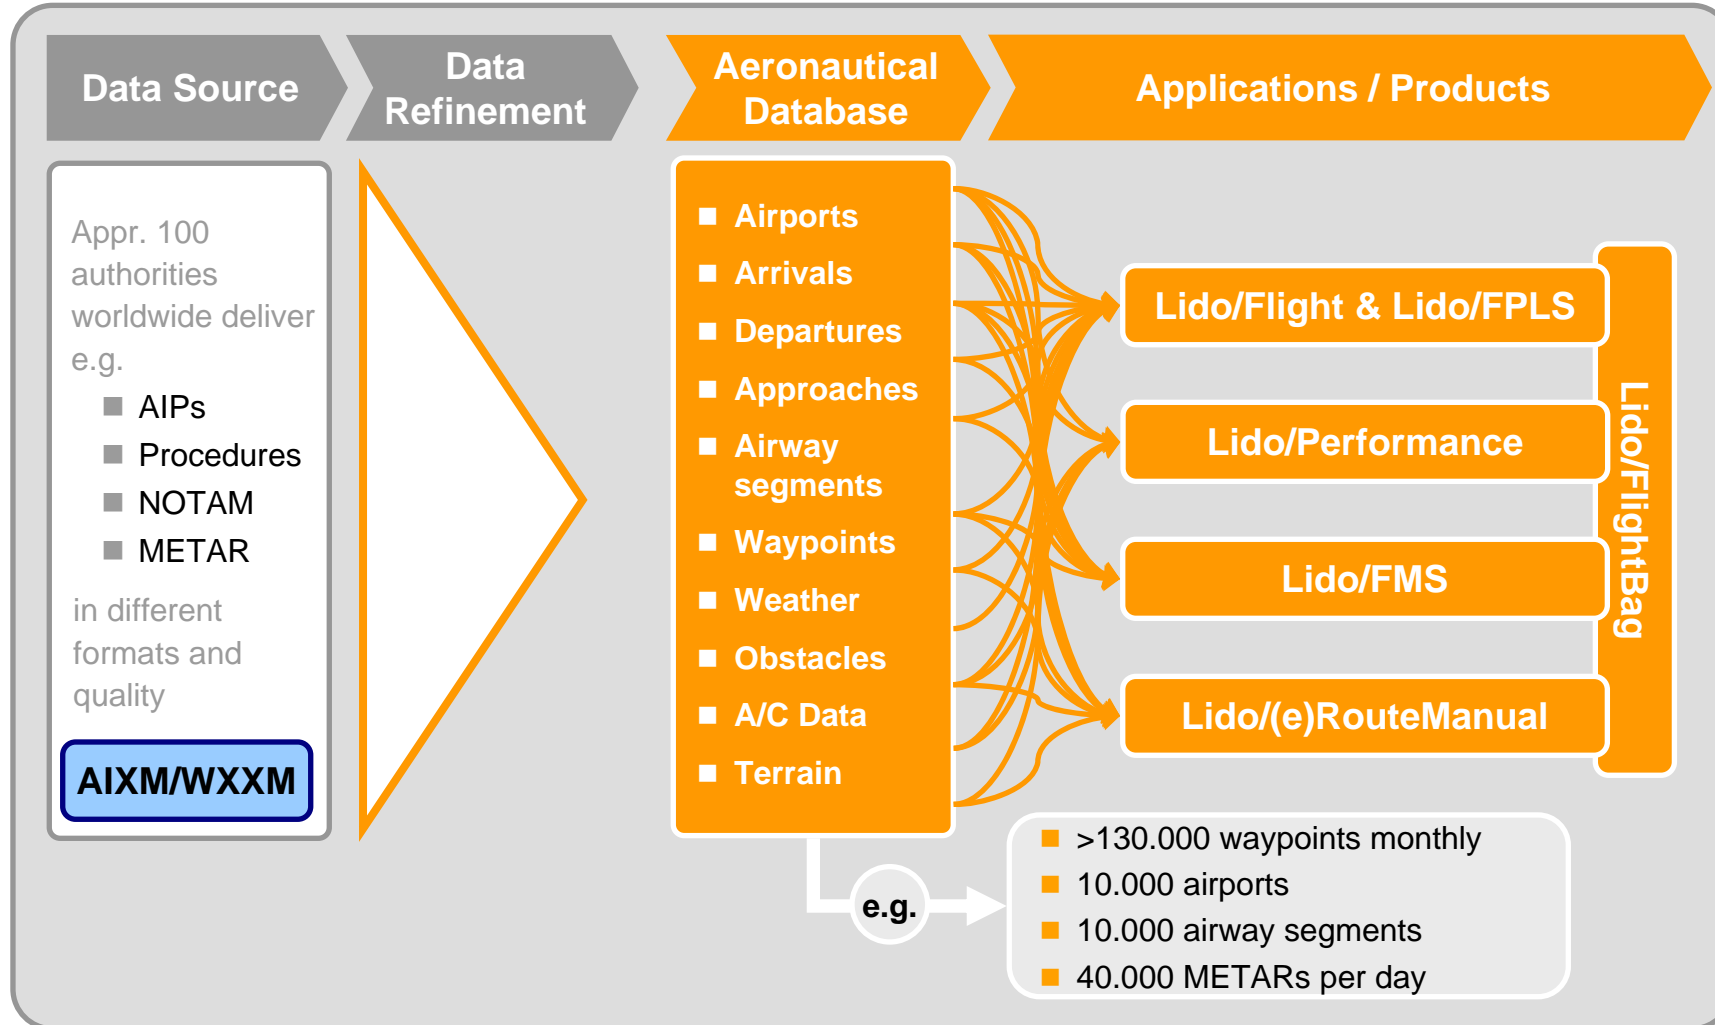 Data Source
Data
Refinement
Aeronautical
Database
Applications / Products
Appr. 100
authorities
worldwide deliver
e.g.
AIPs
Procedures
NOTAM
METAR
in different
formats and
quality
AIXM/WXXM
Airports
Arrivals
Departures
Approaches
Airway
segments
Waypoints
Weather
Obstacles
A/C Data
Terrain
Lido/Flight & Lido/FPLS
Lido/Performance
Lido/FMS
Lido/(e)RouteManual
Lido/FlightBag
e.g.
>130.000 waypoints monthly
10.000 airports
10.000 airway segments
40.000 METARs per day